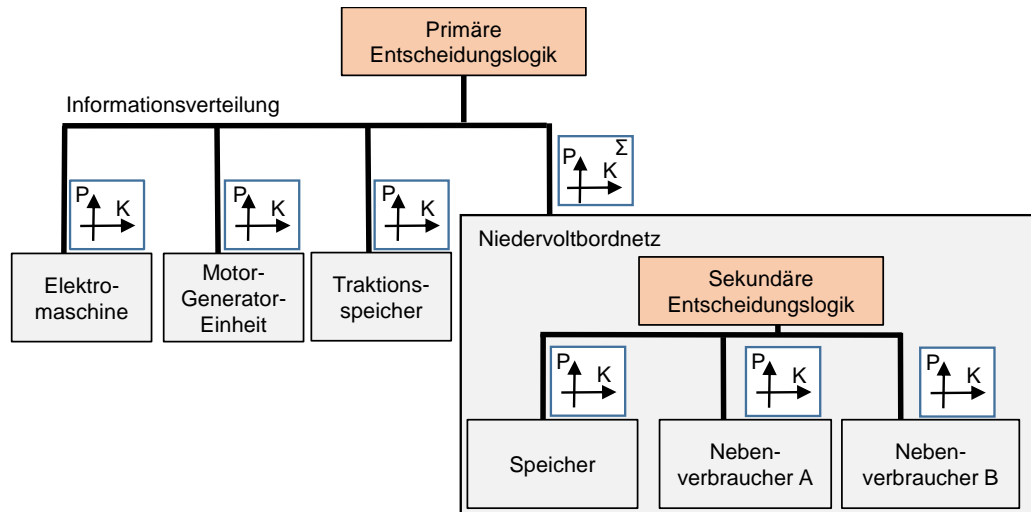 Primäre
Entscheidungslogik
Informationsverteilung
P
K
P
K
P
K
Σ
P
K
Elektro-
maschine
Motor-
Generator-
Einheit
Traktions-
speicher
Niedervoltbordnetz
Sekundäre
Entscheidungslogik
P
K
P
K
P
K
Speicher
Neben-
verbraucher A
Neben-
verbraucher B